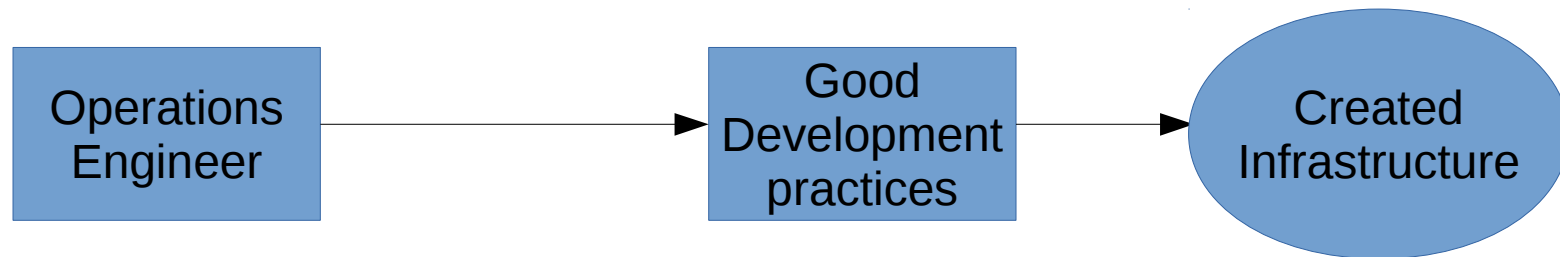 Operations
Engineer
Good
Development
practices
Created
Infrastructure